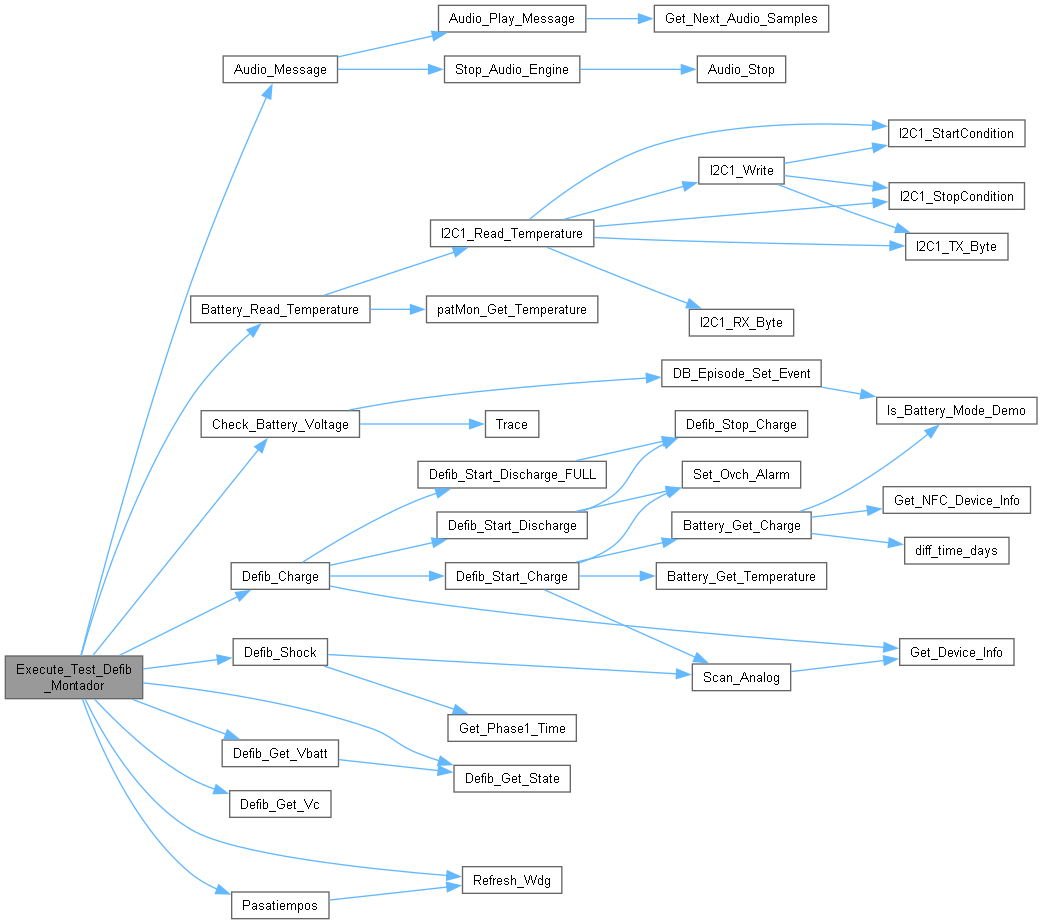 Audio_Play_Message
Get_Next_Audio_Samples
Audio_Message
Stop_Audio_Engine
Audio_Stop
I2C1_StartCondition
I2C1_Write
I2C1_StopCondition
I2C1_Read_Temperature
I2C1_TX_Byte
Battery_Read_Temperature
patMon_Get_Temperature
I2C1_RX_Byte
DB_Episode_Set_Event
Is_Battery_Mode_Demo
Check_Battery_Voltage
Trace
Defib_Stop_Charge
Defib_Start_Discharge_FULL
Set_Ovch_Alarm
Get_NFC_Device_Info
Defib_Start_Discharge
Battery_Get_Charge
diff_time_days
Defib_Charge
Defib_Start_Charge
Battery_Get_Temperature
Defib_Shock
Get_Device_Info
Execute_Test_Defib
_Montador
Scan_Analog
Get_Phase1_Time
Defib_Get_Vbatt
Defib_Get_State
Defib_Get_Vc
Refresh_Wdg
Pasatiempos